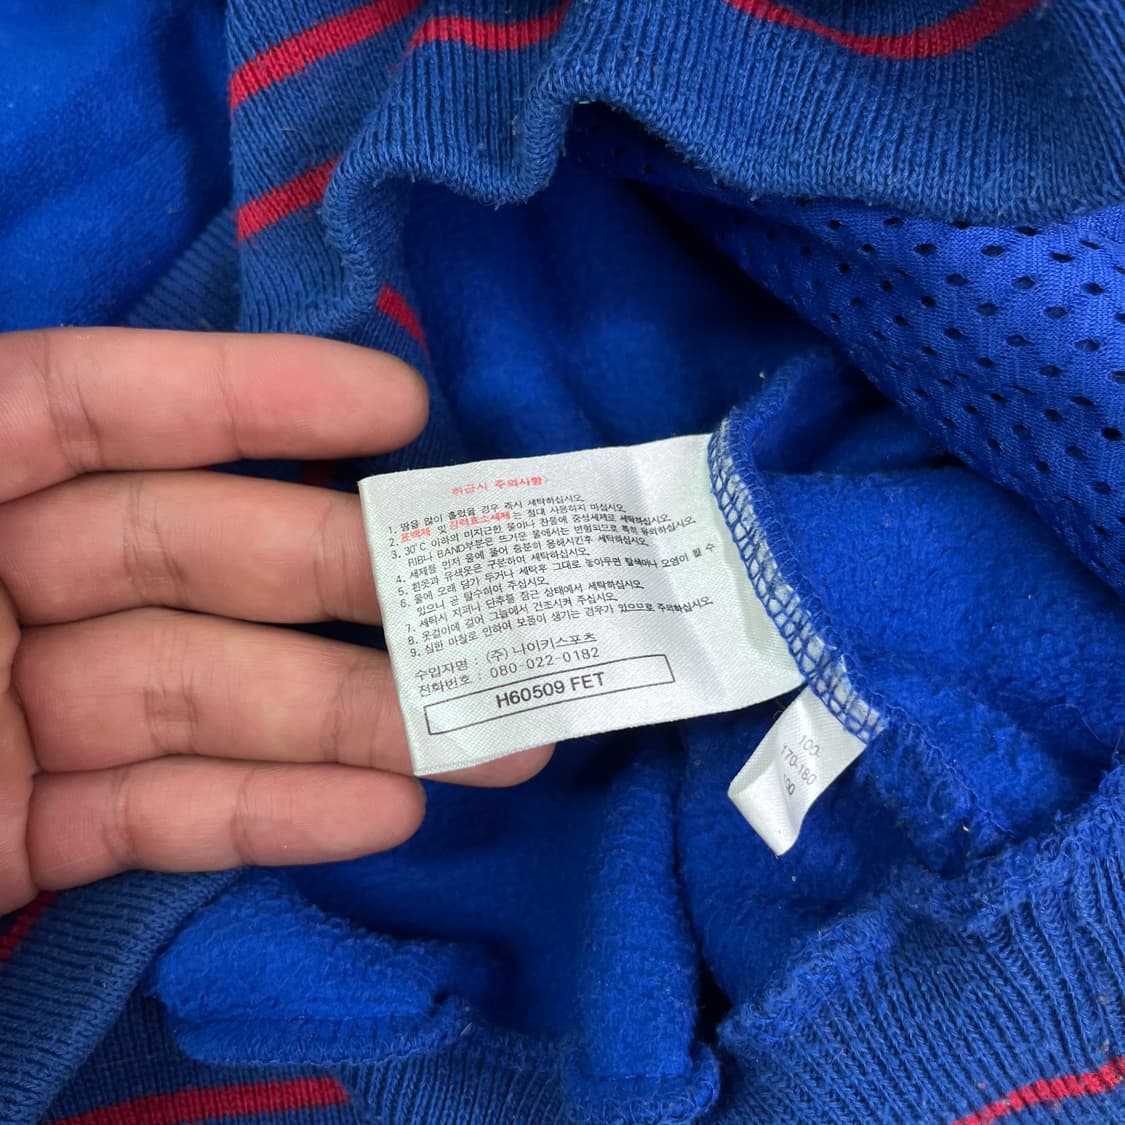 취급시 주의사항>
1. 땀을 많이 흘렸을 경우 즉시 세탁하십시오.
2. 표백제 및 강력효소세제는 절대 사용하지 마십시오.
3. 30°C 이하의 미지근한 물이나 찬물에 중성세제로 세탁하십시오.
RIB나 BAND부분은 뜨거운 물에서는 변형되므로 특히 유의하십시오.
4. 세제를 먼저 물에 풀어 충분히 용해시킨후 세탁하십시오.
5. 흰옷과 유색옷은 구분하여 세탁하십시오.
6. 물에 오래 담가 두거나 세탁후 그대로 놓아두면 탈색이나 오염이 될 수
있으니 곧 탈수하여 주십시오.
7. 세탁시 지퍼나 단추를 잠근 상태에서 세탁하십시오.
8. 옷걸이에 걸어 그늘에서 건조시켜 주십시오.
9. 심한 마찰로 인하여 보풀이 생기는 경우가 있으므로 주의하십시오.
수입자명 : (주) 나이키스포츠
전화번호 : 080-022-0182
H60509 FET
100-
170-180